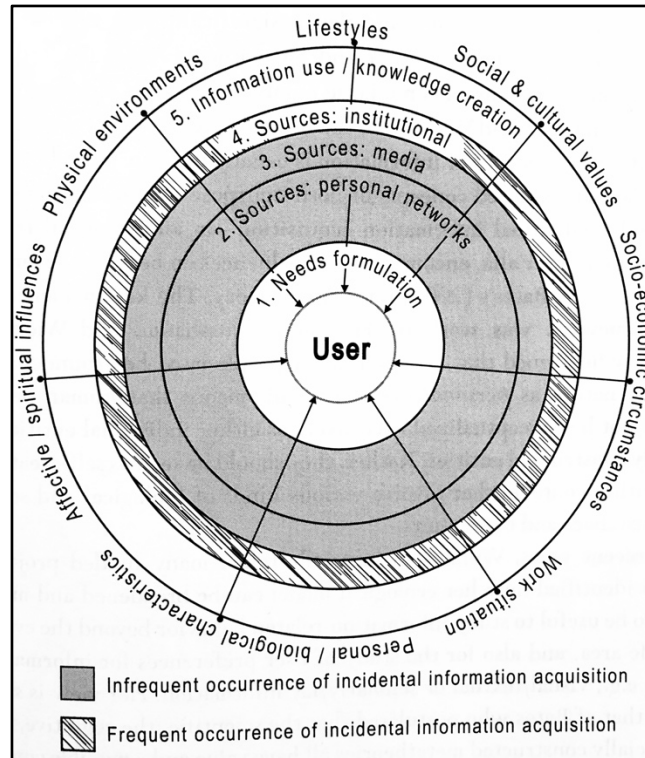 Lifestyles
Physical environments
Social & cultural values
5. Information use / knowledge creation
4. Sources: institutional
3. Sources: media
2. Sources: personal networks
1. Needs formulation
User
Affective / spiritual influences
Socio-economic circumstances
Personal / biological characteristics
Work situation
Infrequent occurrence of incidental information acquisition
Frequent occurrence of incidental information acquisition